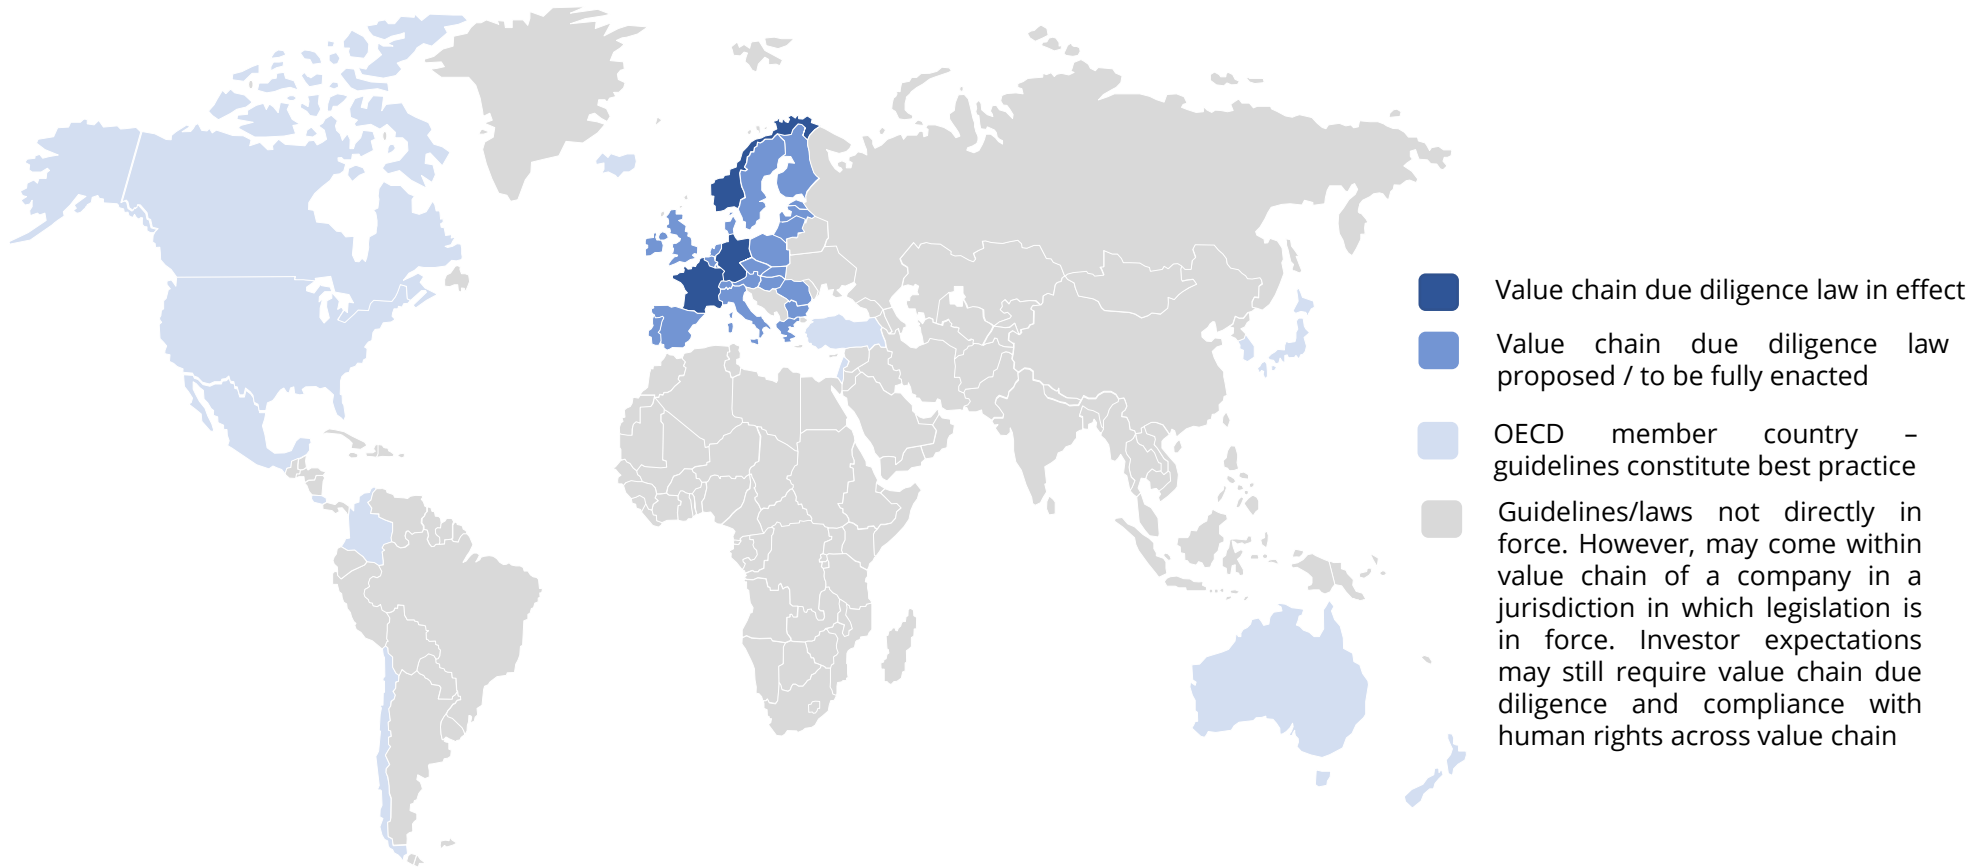 Value chain due diligence law in effect
Value chain due diligence law
proposed / to be fully enacted
OECD member country –
guidelines constitute best practice
Guidelines/laws not directly in
force. However, may come within
value chain of a company in a
jurisdiction in which legislation is
in force. Investor expectations
may still require value chain due
diligence and compliance with
human rights across value chain